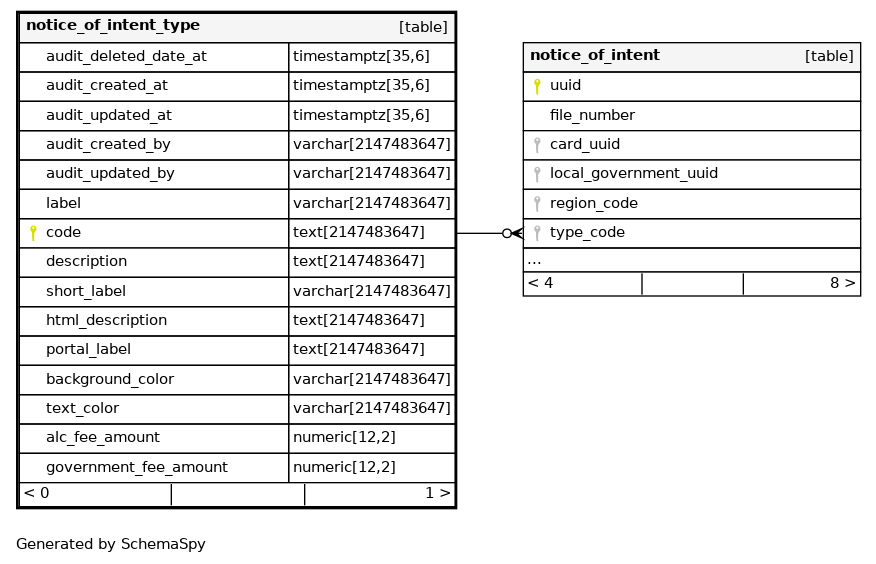 notice_of_intent_type [table]
audit_deleted_date_at timestamptz[35,6]
audit_created_at timestamptz[35,6]
audit_updated_at timestamptz[35,6]
audit_created_by varchar[2147483647]
audit_updated_by varchar[2147483647]
label varchar[2147483647]
code text[2147483647]
description text[2147483647]
short_label varchar[2147483647]
html_description text[2147483647]
portal_label text[2147483647]
background_color varchar[2147483647]
text_color varchar[2147483647]
alc_fee_amount numeric[12,2]
government_fee_amount numeric[12,2]
< 0 1 >
notice_of_intent [table]
uuid
file_number
card_uuid
local_government_uuid
region_code
type_code
...
< 4 8 >
Generated by SchemaSpy